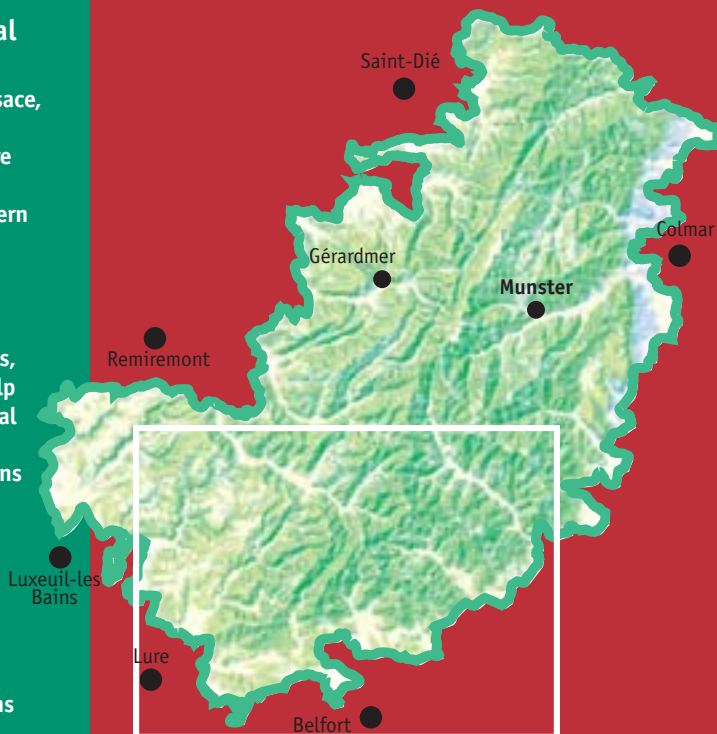 al
sace,
e
ern
s,
lp
al
ns
ns
Saint-Dié
Colmar
Gérardmer
Munster
Remiremont
Luxeuil-les
Bains
Lure
Belfort